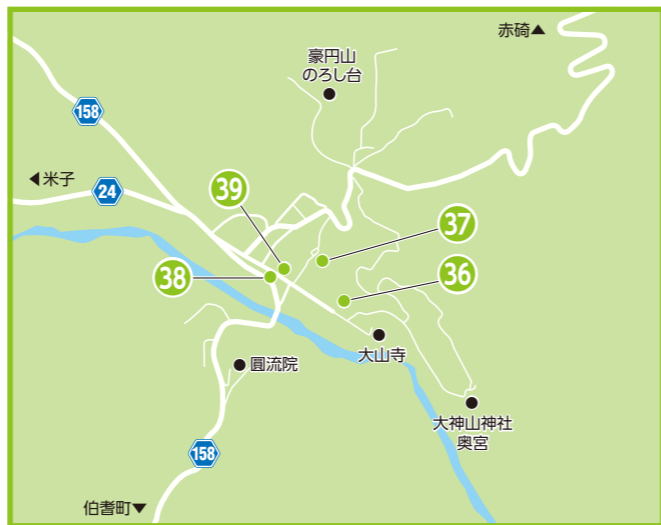 赤碕▲
豪円山
のろし台
158
◀米子
24
39
37
38
36
大山寺
圓流院
大神山神社
奥宮
158
伯耆町▼